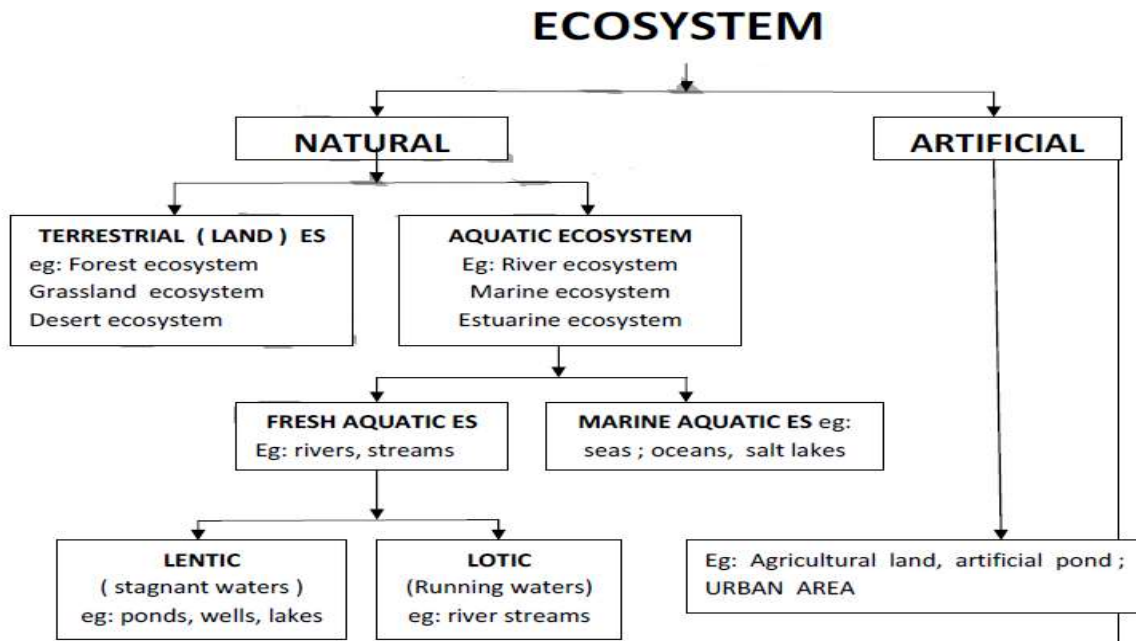 ECOSYSTEM
NATURAL
ARTIFICIAL
TERRESTRIAL ( LAND ) ES
eg: Forest ecosystem
Grassland ecosystem
Desert ecosystem
AQUATIC ECOSYSTEM
Eg: River ecosystem
Marine ecosystem
Estuarine ecosystem
FRESH AQUATIC ES
Eg: rivers, streams
MARINE AQUATIC ES eg:
seas ; oceans, salt lakes
LENTIC
( stagnant waters )
eg: ponds, wells, lakes
LOTIC
(Running waters)
eg: river streams
Eg: Agricultural land, artificial pond ;
URBAN AREA